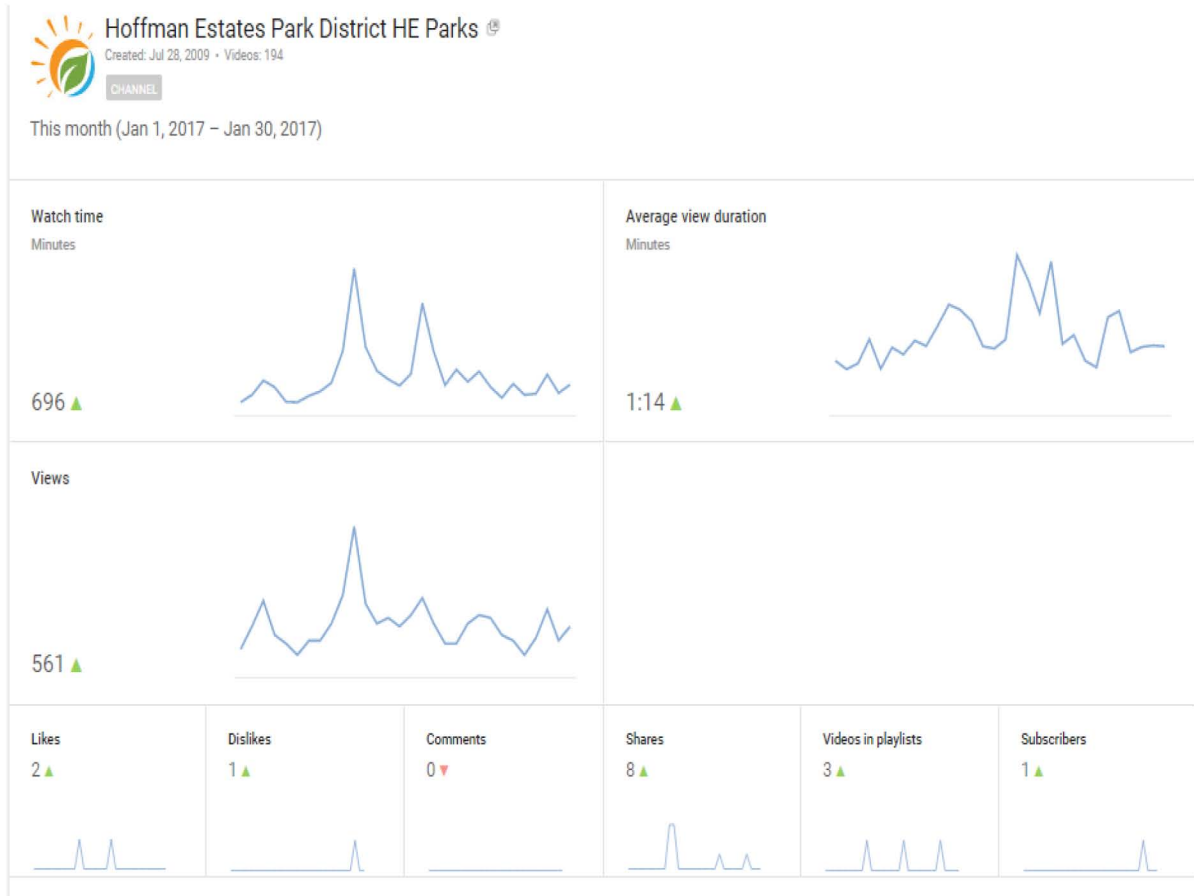 Hoffman Estates Park District HE Parks
Created: Jul 28, 2009 • Videos: 194
CHANNEL
This month (Jan 1, 2017 – Jan 30, 2017)
Watch time
Minutes
696
Average view duration
Minutes
1:14
Views
561
Likes
2
Dislikes
1
Comments
0
Shares
8
Videos in playlists
3
Subscribers
1